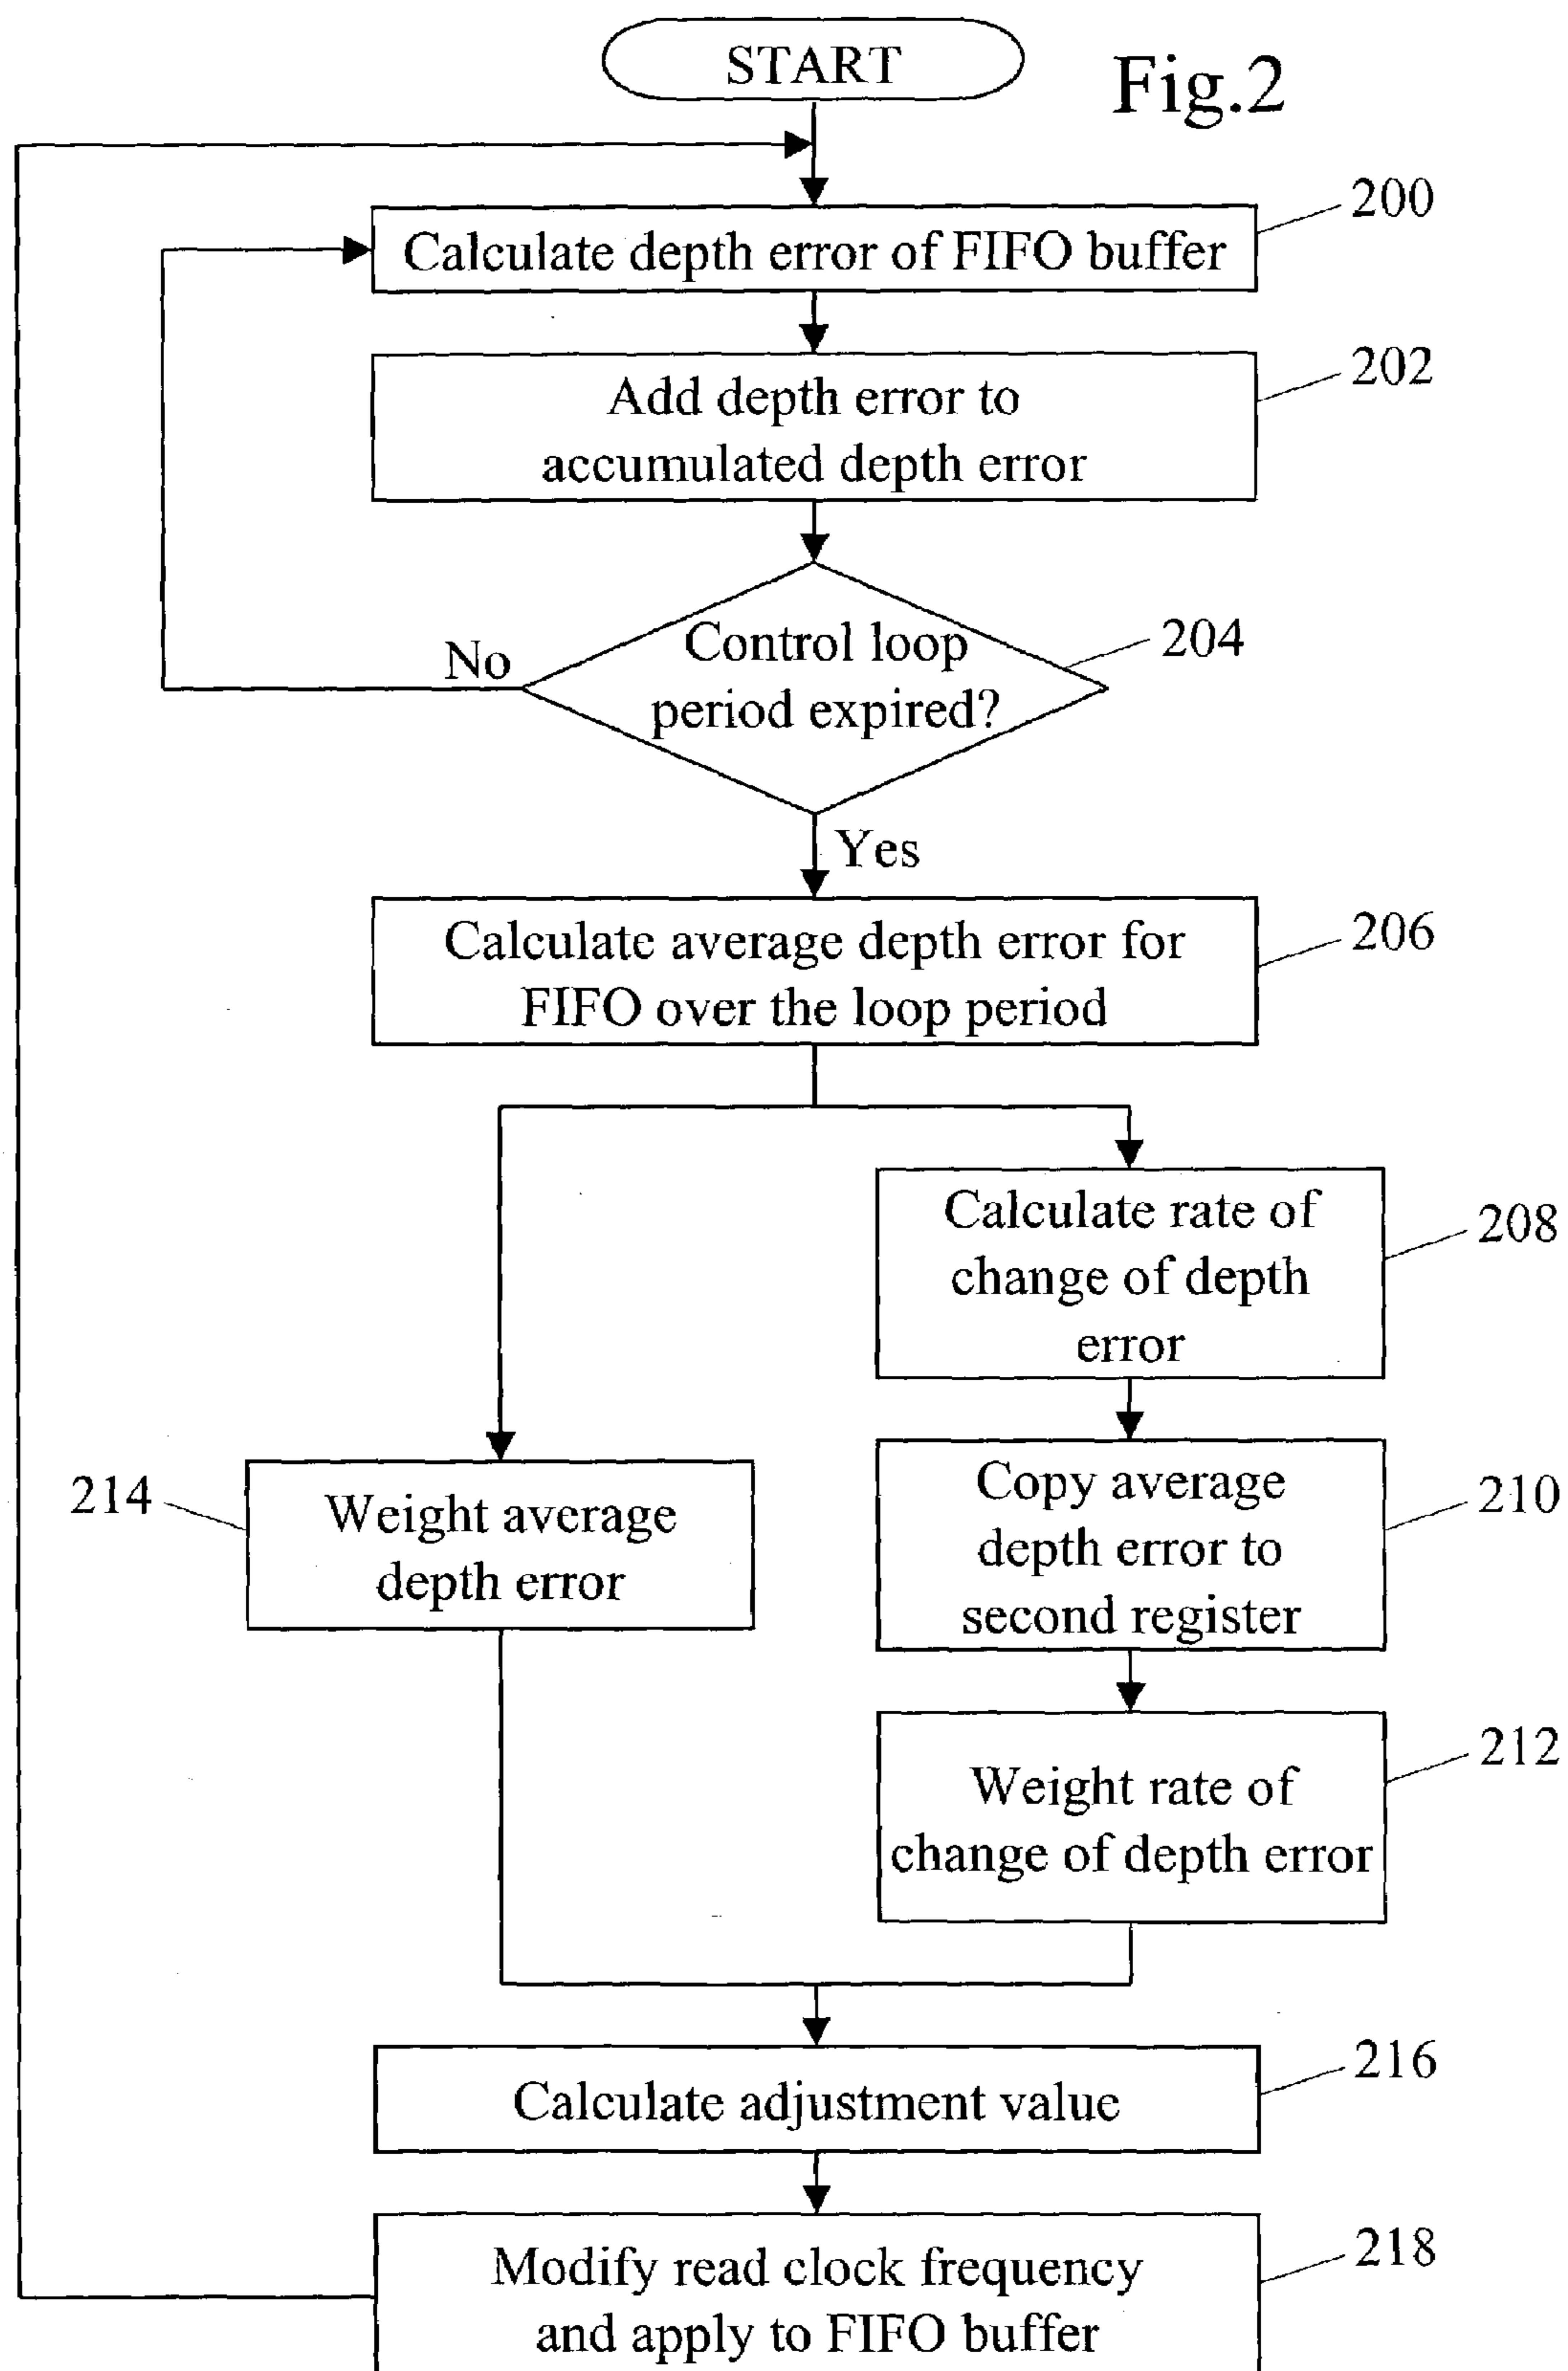 START
Fig.2
200
Calculate depth error of FIFO buffer
202
Add depth error to
accumulated depth error
204
Control loop
period expired?
No
Yes
206
Calculate average depth error for
FIFO over the loop period
208
Calculate rate of
change of depth
error
210
Copy average
depth error to
second register
214
Weight average
depth error
212
Weight rate of
change of depth error
216
Calculate adjustment value
218
Modify read clock frequency
and apply to FIFO buffer